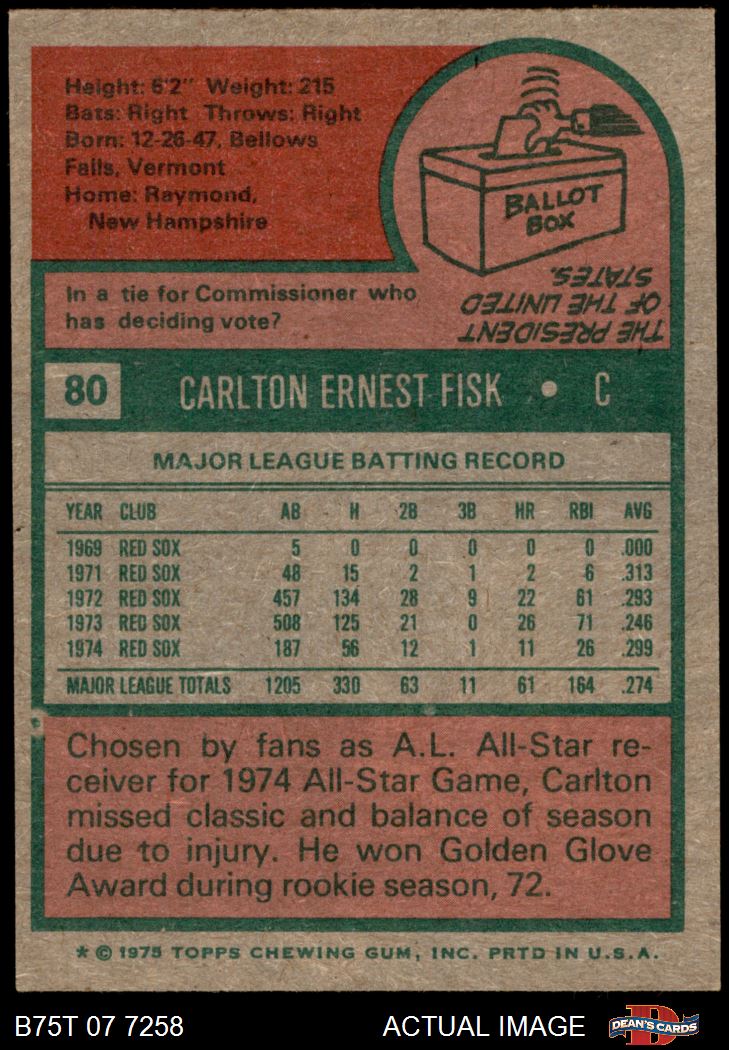 Height: 6'2" Weight: 215
Bats: Right Throws: Right
Born: 12-26-47, Bellows
Falls, Vermont
Home: Raymond,
New Hampshire
BALLOT
BOX
THE PRESIDENT
OF THE UNITED
STATES.
In a tie for Commissioner who
has deciding vote?
80 CARLTON ERNEST FISK • C
MAJOR LEAGUE BATTING RECORD
YEAR CLUB AB H 2B 3B HR RBI AVG
1969 RED SOX 5 0 0 0 0 0 .000
1971 RED SOX 48 15 2 1 2 6 .313
1972 RED SOX 457 134 28 9 22 61 .293
1973 RED SOX 508 125 21 0 26 71 .246
1974 RED SOX 187 56 12 1 11 26 .299
MAJOR LEAGUE TOTALS 1205 330 63 11 61 164 .274
Chosen by fans as A.L. All-Star re-
ceiver for 1974 All-Star Game, Carlton
missed classic and balance of season
due to injury. He won Golden Glove
Award during rookie season, 72.
* © 1975 TOPPS CHEWING GUM, INC. PRTD IN U.S.A.
B75T 07 7258 ACTUAL IMAGE D DEAN'S CARDS